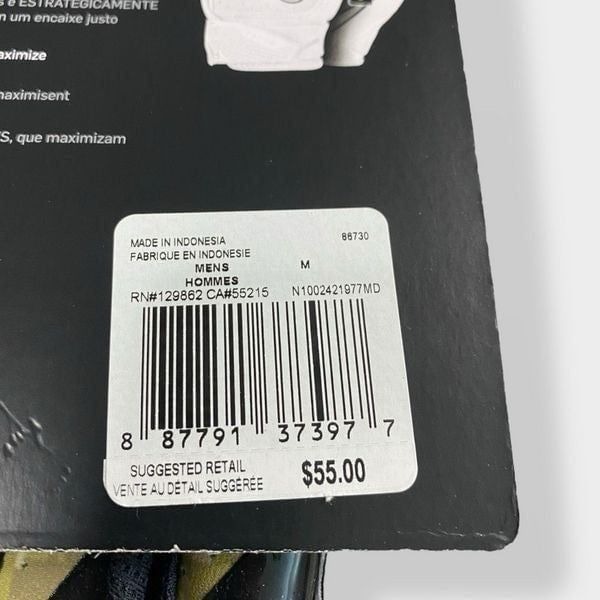 s e ESTRATEGICAMENTE
m um encaixe justo
aximize
maximisent
S, que maximizam
MADE IN INDONESIA 86730
FABRIQUE EN INDONESIE
MENS M
HOMMES
RN#129862 CA#55215 N1002421977MD
8 87791 37397 7
SUGGESTED RETAIL $55.00
VENTE AU DÉTAIL SUGGÉRÉE